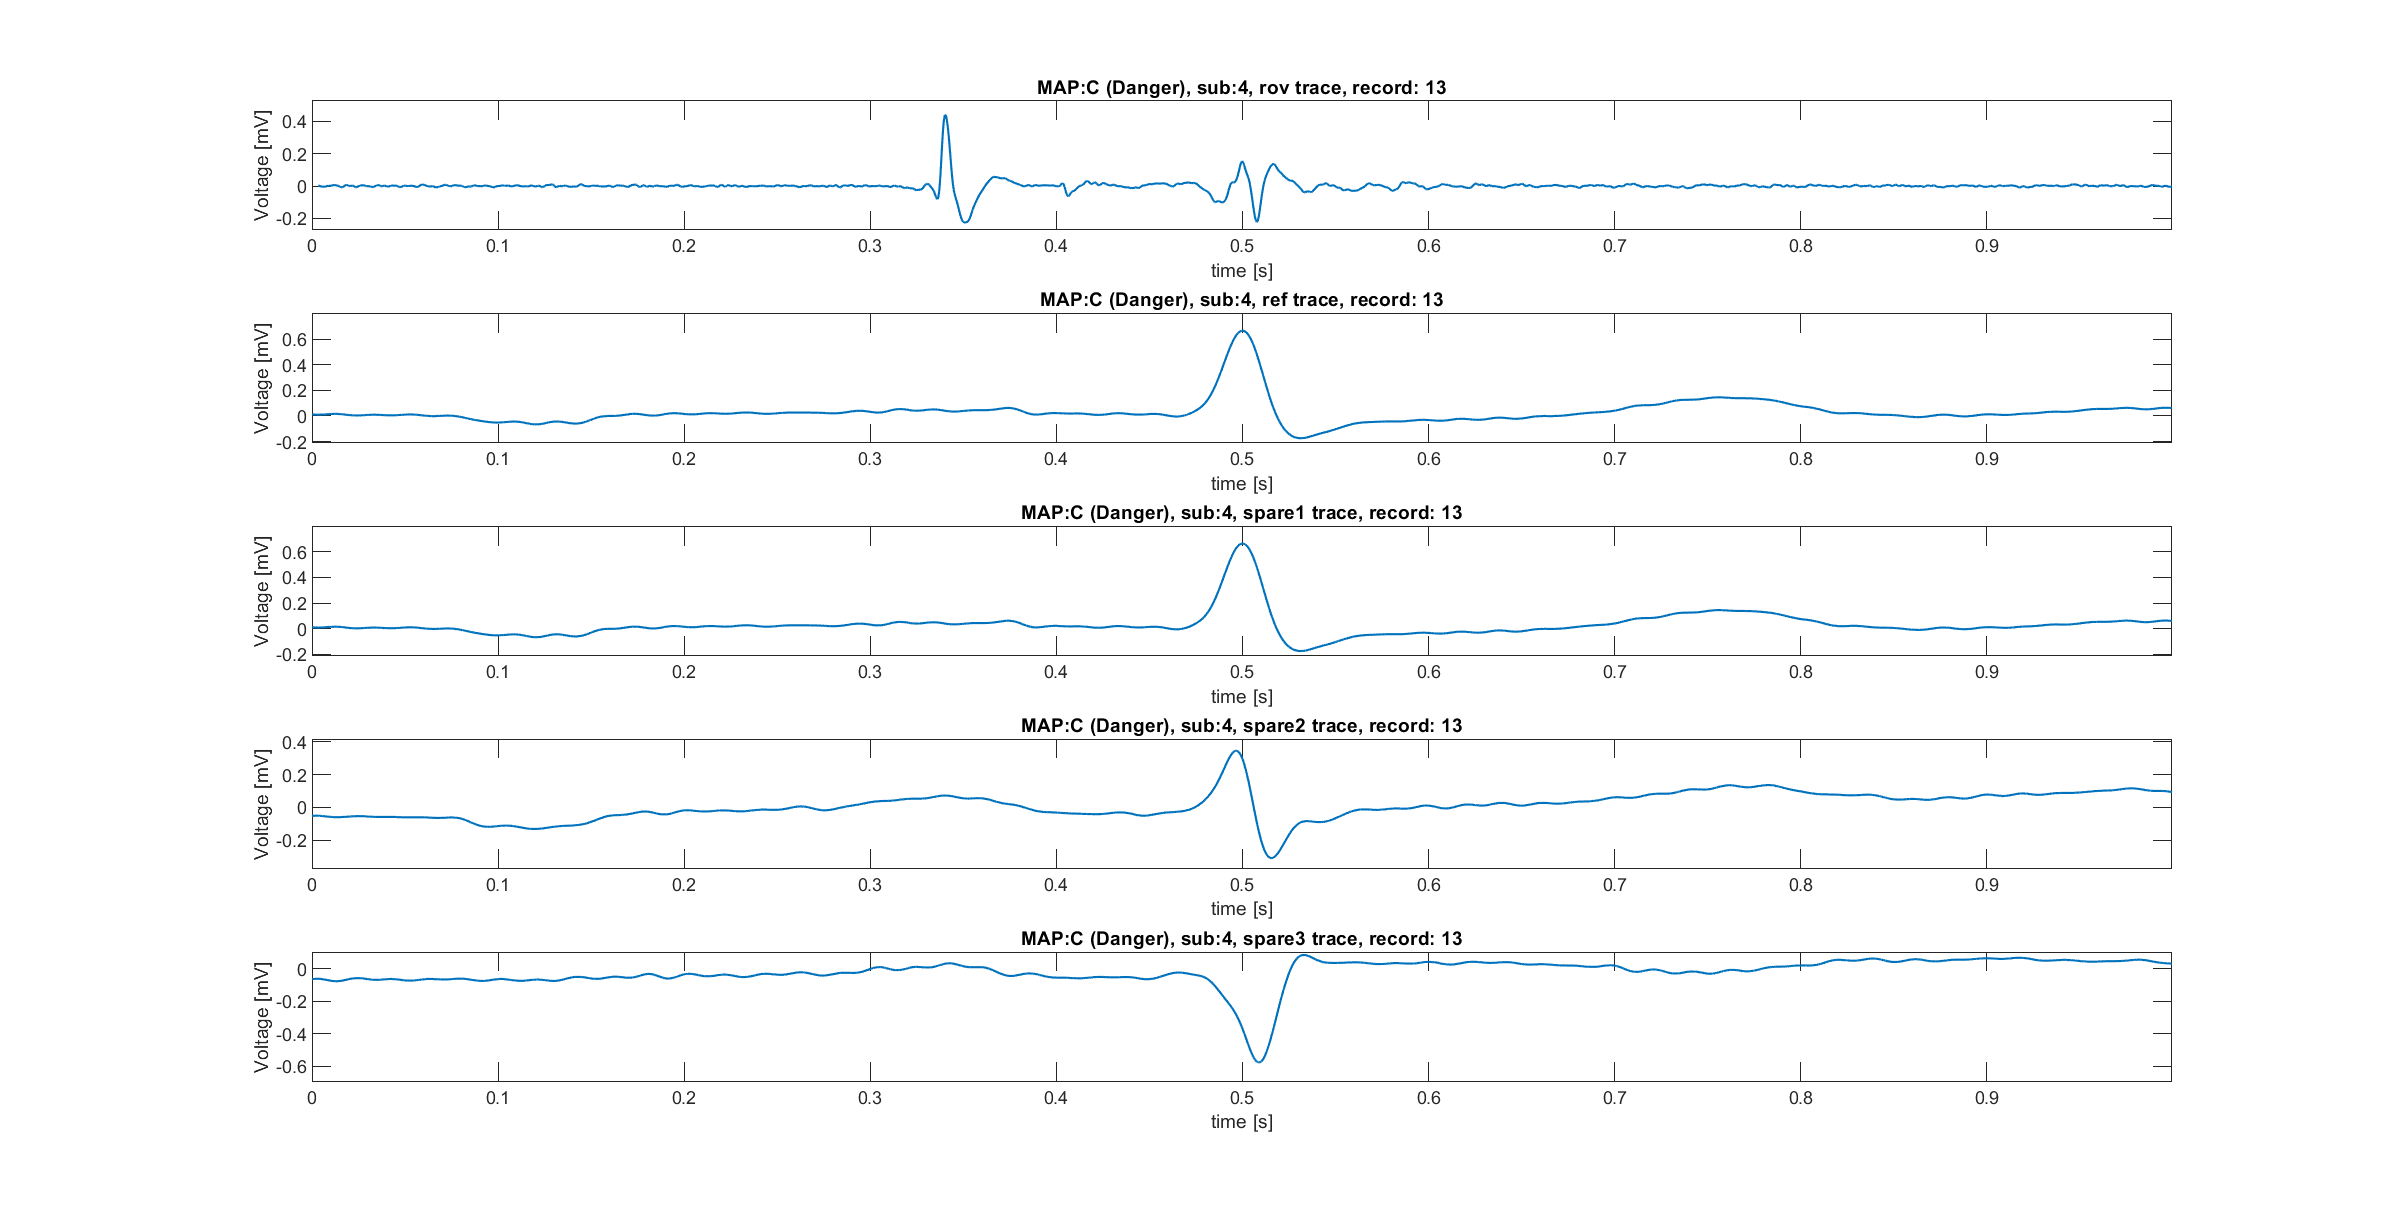 MAP:C (Danger), sub:4, rov trace, record: 13
Voltage [mV]
0.4
0.2
0
-0.2
0 0.1 0.2 0.3 0.4 0.5 0.6 0.7 0.8 0.9
time [s]
MAP:C (Danger), sub:4, ref trace, record: 13
Voltage [mV]
0.6
0.4
0.2
0
-0.2
0 0.1 0.2 0.3 0.4 0.5 0.6 0.7 0.8 0.9
time [s]
MAP:C (Danger), sub:4, spare1 trace, record: 13
Voltage [mV]
0.6
0.4
0.2
0
-0.2
0 0.1 0.2 0.3 0.4 0.5 0.6 0.7 0.8 0.9
time [s]
MAP:C (Danger), sub:4, spare2 trace, record: 13
Voltage [mV]
0.4
0.2
0
-0.2
0 0.1 0.2 0.3 0.4 0.5 0.6 0.7 0.8 0.9
time [s]
MAP:C (Danger), sub:4, spare3 trace, record: 13
Voltage [mV]
0
-0.2
-0.4
-0.6
0 0.1 0.2 0.3 0.4 0.5 0.6 0.7 0.8 0.9
time [s]